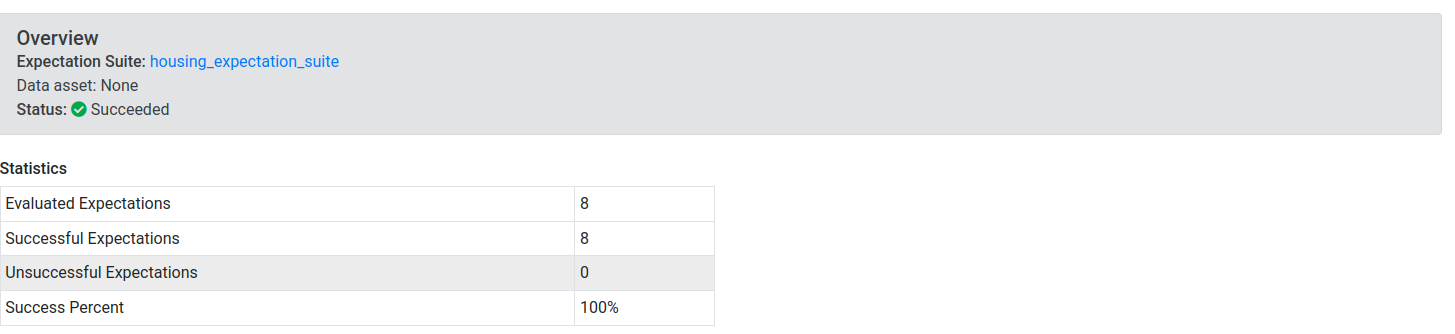 Overview
Expectation Suite: housing_expectation_suite
Data asset: None
Status: Succeeded
Statistics
Evaluated Expectations 8
Successful Expectations 8
Unsuccessful Expectations 0
Success Percent 100%